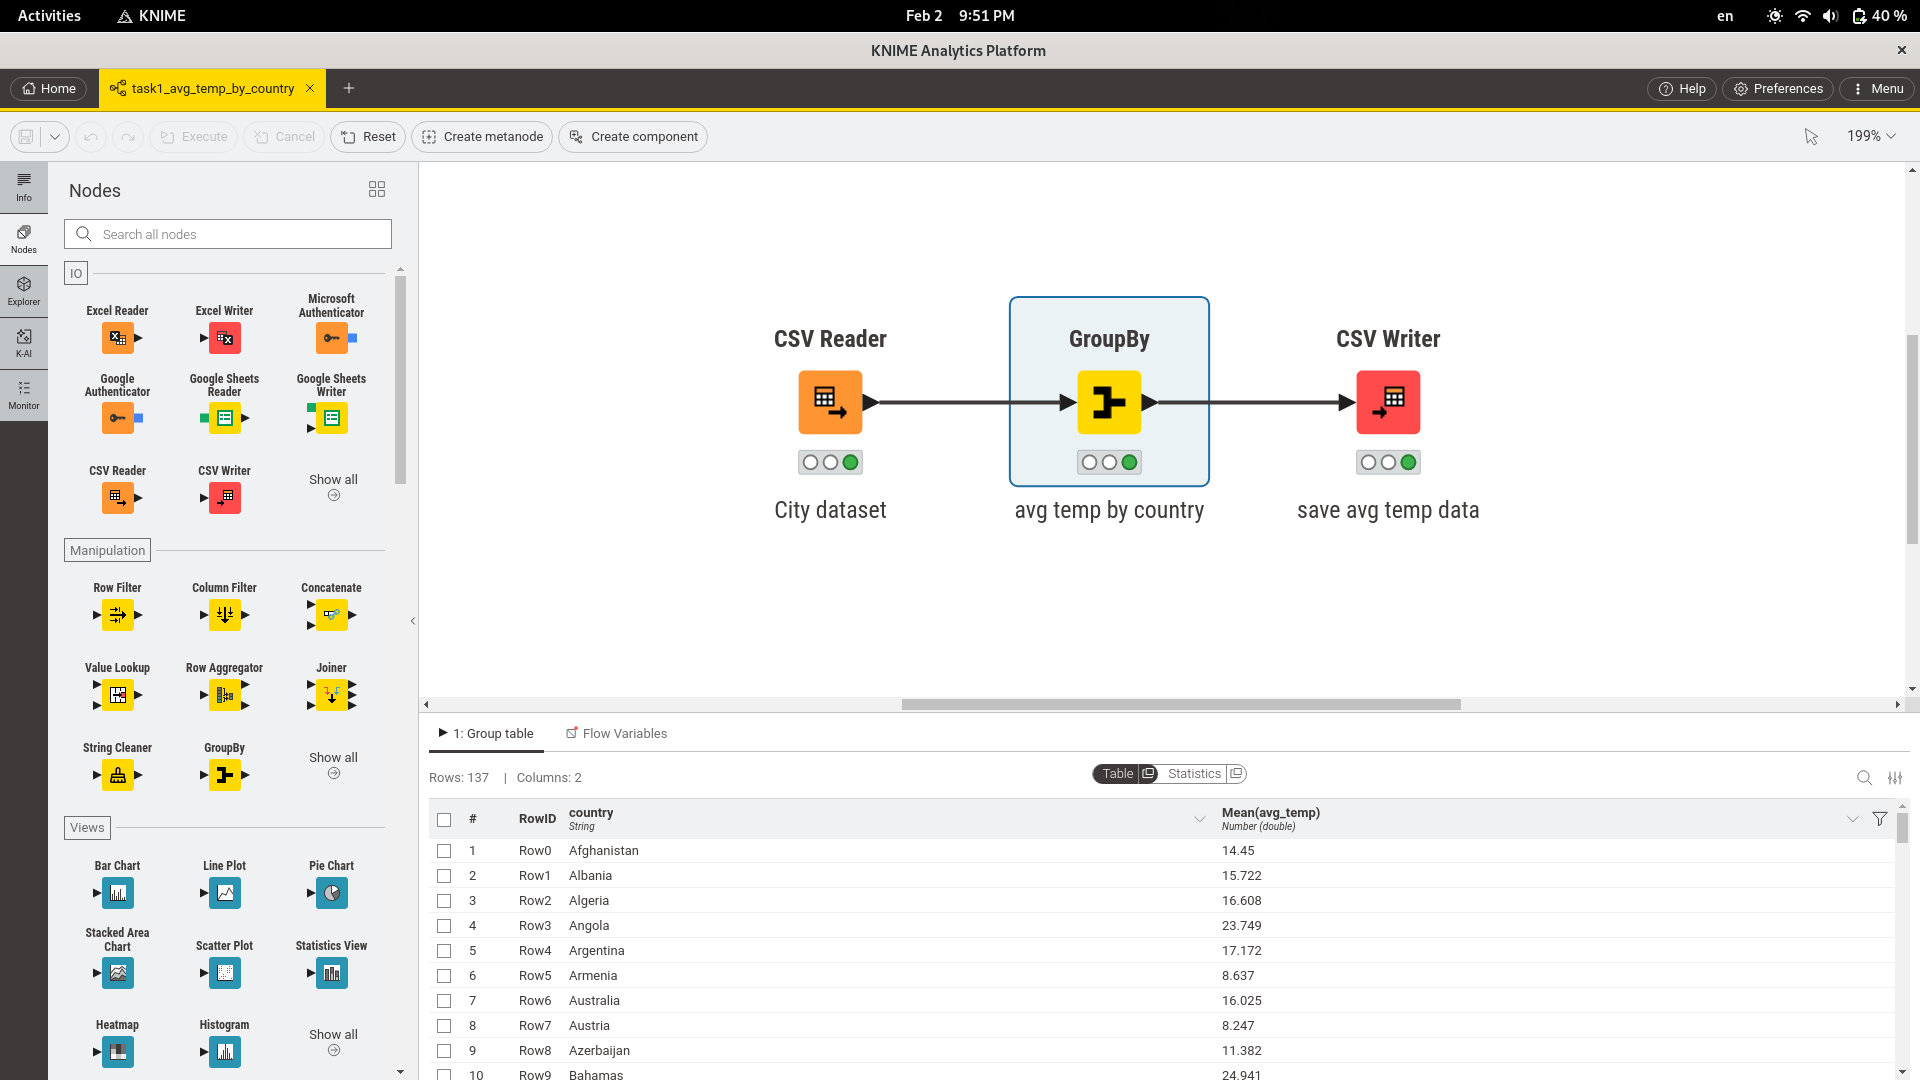 Activities
KNIME
Feb 2 9:51 PM
en
40 %
KNIME Analytics Platform
Home
task1_avg_temp_by_country
Help
Preferences
Menu
Execute
Cancel
Reset
Create metanode
Create component
199%
Info
Nodes
Explorer
K-AI
Monitor
Nodes
Search all nodes
IO
Excel Reader
Excel Writer
Microsoft
Authenticator
Google
Authenticator
Google Sheets
Reader
Google Sheets
Writer
CSV Reader
CSV Writer
Show all
Manipulation
Row Filter
Column Filter
Concatenate
Value Lookup
Row Aggregator
Joiner
String Cleaner
GroupBy
Show all
Views
Bar Chart
Line Plot
Pie Chart
Stacked Area
Chart
Scatter Plot
Statistics View
Heatmap
Histogram
Show all
CSV Reader
City dataset
GroupBy
avg temp by country
CSV Writer
save avg temp data
1: Group table
Flow Variables
Rows: 137 | Columns: 2
Table
Statistics
# RowID country Mean(avg_temp)
String Number (double)
1 Row0 Afghanistan 14.45
2 Row1 Albania 15.722
3 Row2 Algeria 16.608
4 Row3 Angola 23.749
5 Row4 Argentina 17.172
6 Row5 Armenia 8.637
7 Row6 Australia 16.025
8 Row7 Austria 8.247
9 Row8 Azerbaijan 11.382
10 Row9 Bahamas 24.941